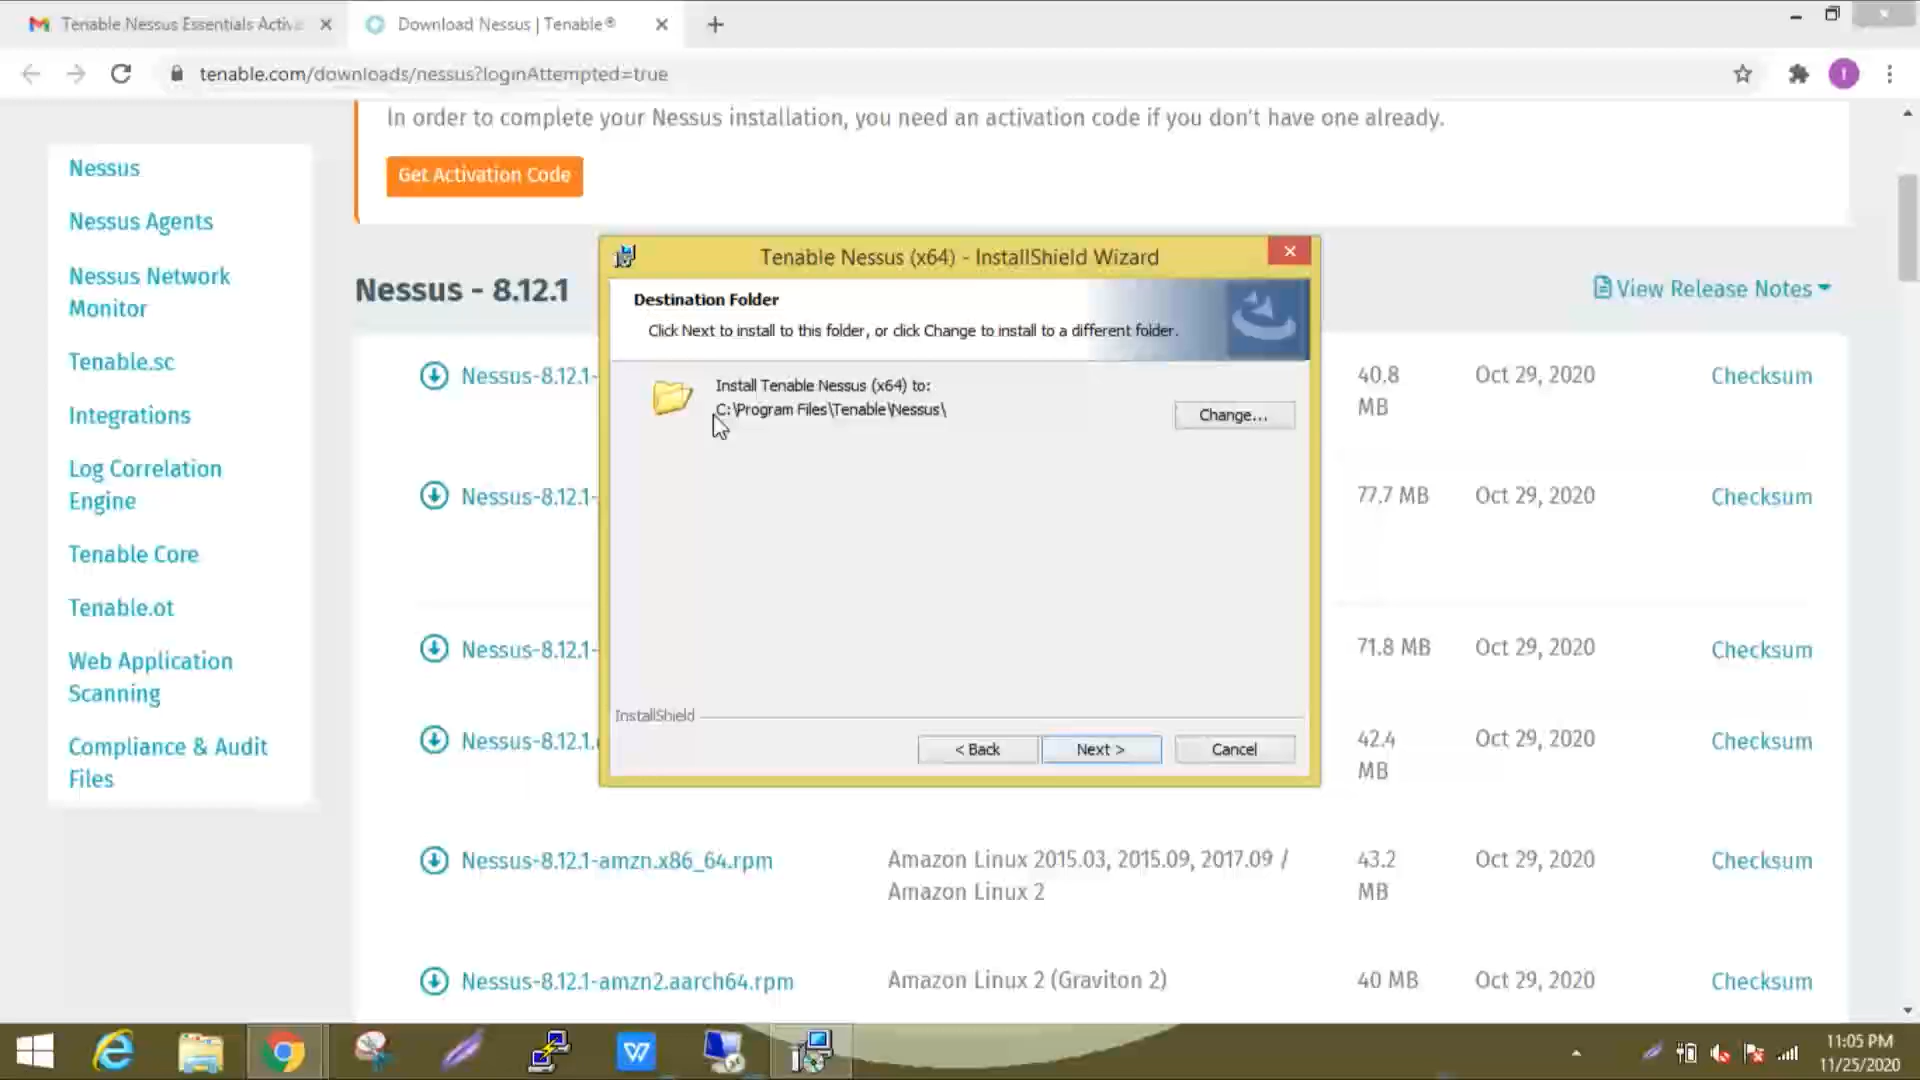 Tenable Nessus Essentials Activa
Download Nessus | Tenable®
tenable.com/downloads/nessus?loginAttempted=true
I
In order to complete your Nessus installation, you need an activation code if you don't have one already.
Get Activation Code
Nessus
Nessus Agents
Nessus Network
Monitor
Tenable.sc
Integrations
Log Correlation
Engine
Tenable Core
Tenable.ot
Web Application
Scanning
Compliance & Audit
Files
Nessus - 8.12.1
View Release Notes
Tenable Nessus (x64) - InstallShield Wizard
Destination Folder
Click Next to install to this folder, or click Change to install to a different folder.
Install Tenable Nessus (x64) to:
C:\Program Files\Tenable\Nessus\
Change...
InstallShield
< Back
Next >
Cancel
Nessus-8.12.1-
40.8
MB
Oct 29, 2020
Checksum
Nessus-8.12.1-
77.7 MB
Oct 29, 2020
Checksum
Nessus-8.12.1-
71.8 MB
Oct 29, 2020
Checksum
Nessus-8.12.1.
42.4
MB
Oct 29, 2020
Checksum
Nessus-8.12.1-amzn.x86_64.rpm
Amazon Linux 2015.03, 2015.09, 2017.09 /
Amazon Linux 2
43.2
MB
Oct 29, 2020
Checksum
Nessus-8.12.1-amzn2.aarch64.rpm
Amazon Linux 2 (Graviton 2)
40 MB
Oct 29, 2020
Checksum
W
11:05 PM
11/25/2020